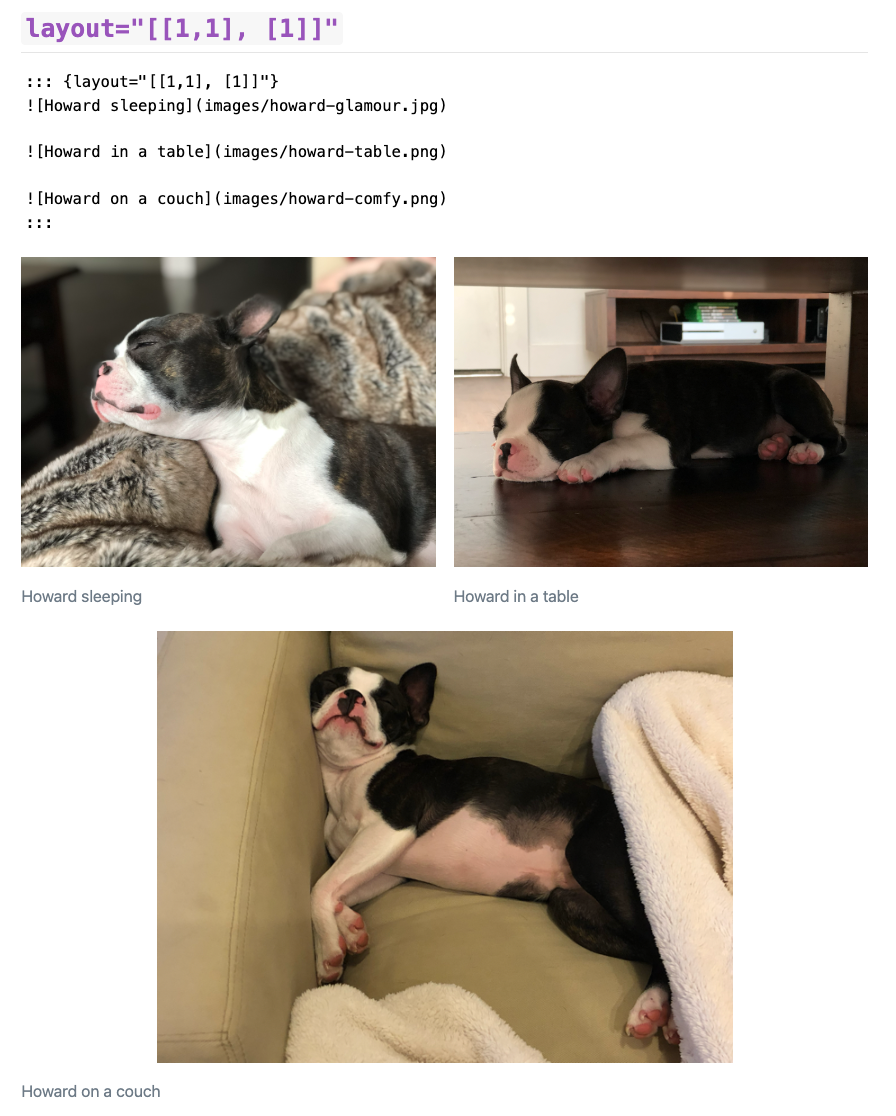 layout="[[1,1], [1]]"
::: {layout="[[1,1], [1]]"}
![Howard sleeping](images/howard-glamour.jpg)
![Howard in a table](images/howard-table.png)
![Howard on a couch](images/howard-comfy.png)
:::
Howard sleeping
Howard in a table
Howard on a couch